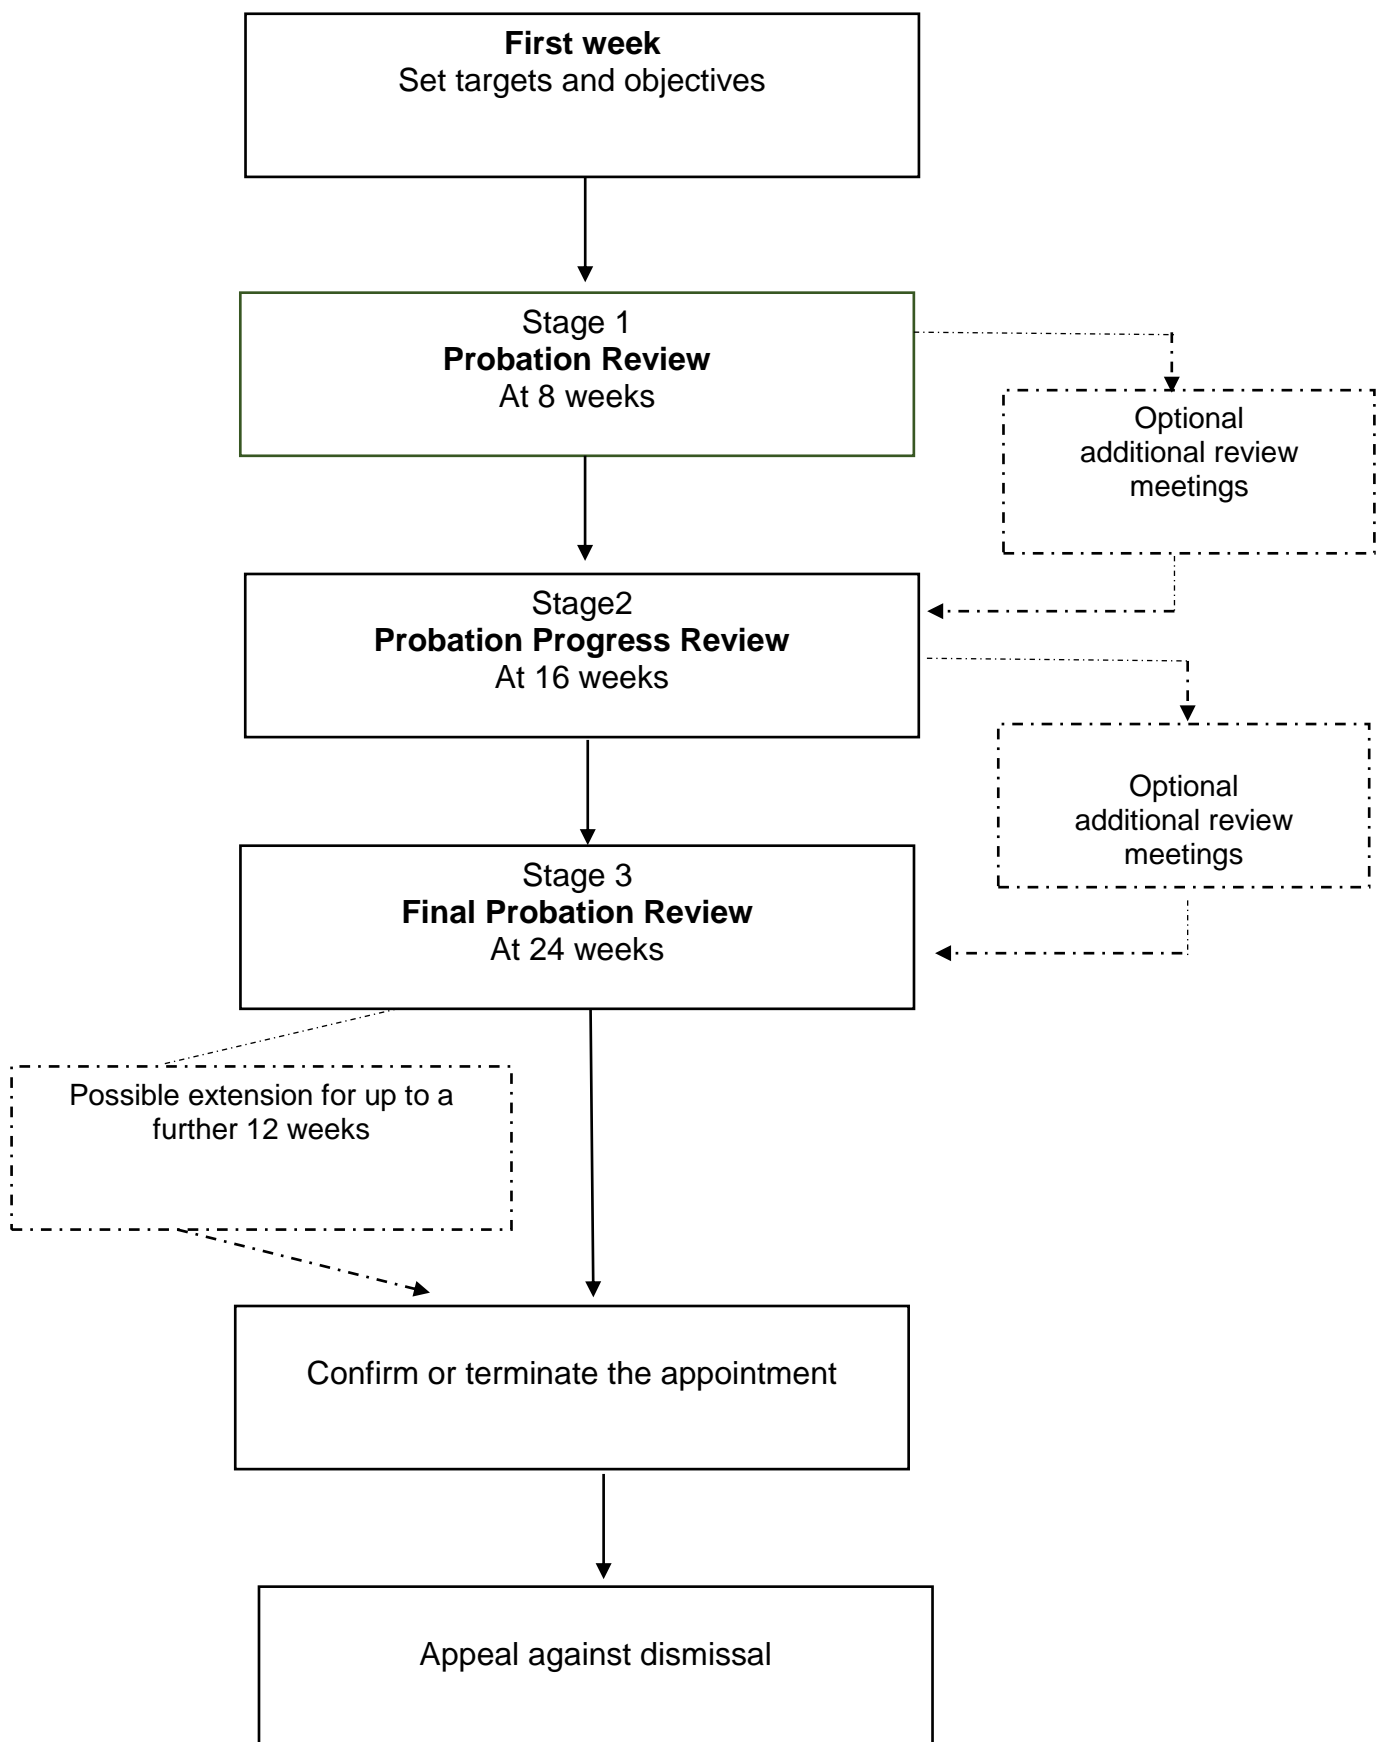 First week
Set targets and objectives
Stage 1
Probation Review
At 8 weeks
Optional
additional review
meetings
Stage2
Probation Progress Review
At 16 weeks
Optional
additional review
meetings
Stage 3
Final Probation Review
At 24 weeks
Possible extension for up to a
further 12 weeks
Confirm or terminate the appointment
Appeal against dismissal